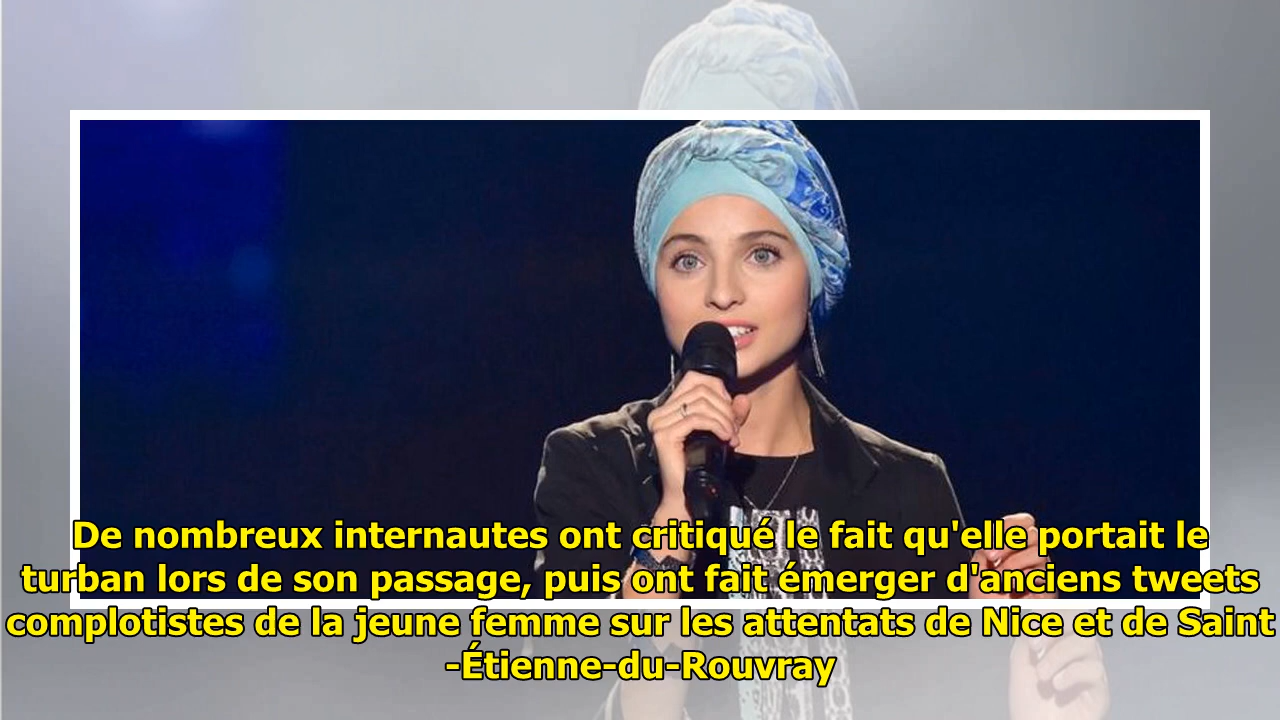 De nombreux internautes ont critiqué le fait qu'elle portait le
turban lors de son passage, puis ont fait émerger d'anciens tweets
complotistes de la jeune femme sur les attentats de Nice et de Saint
-Étienne-du-Rouvray